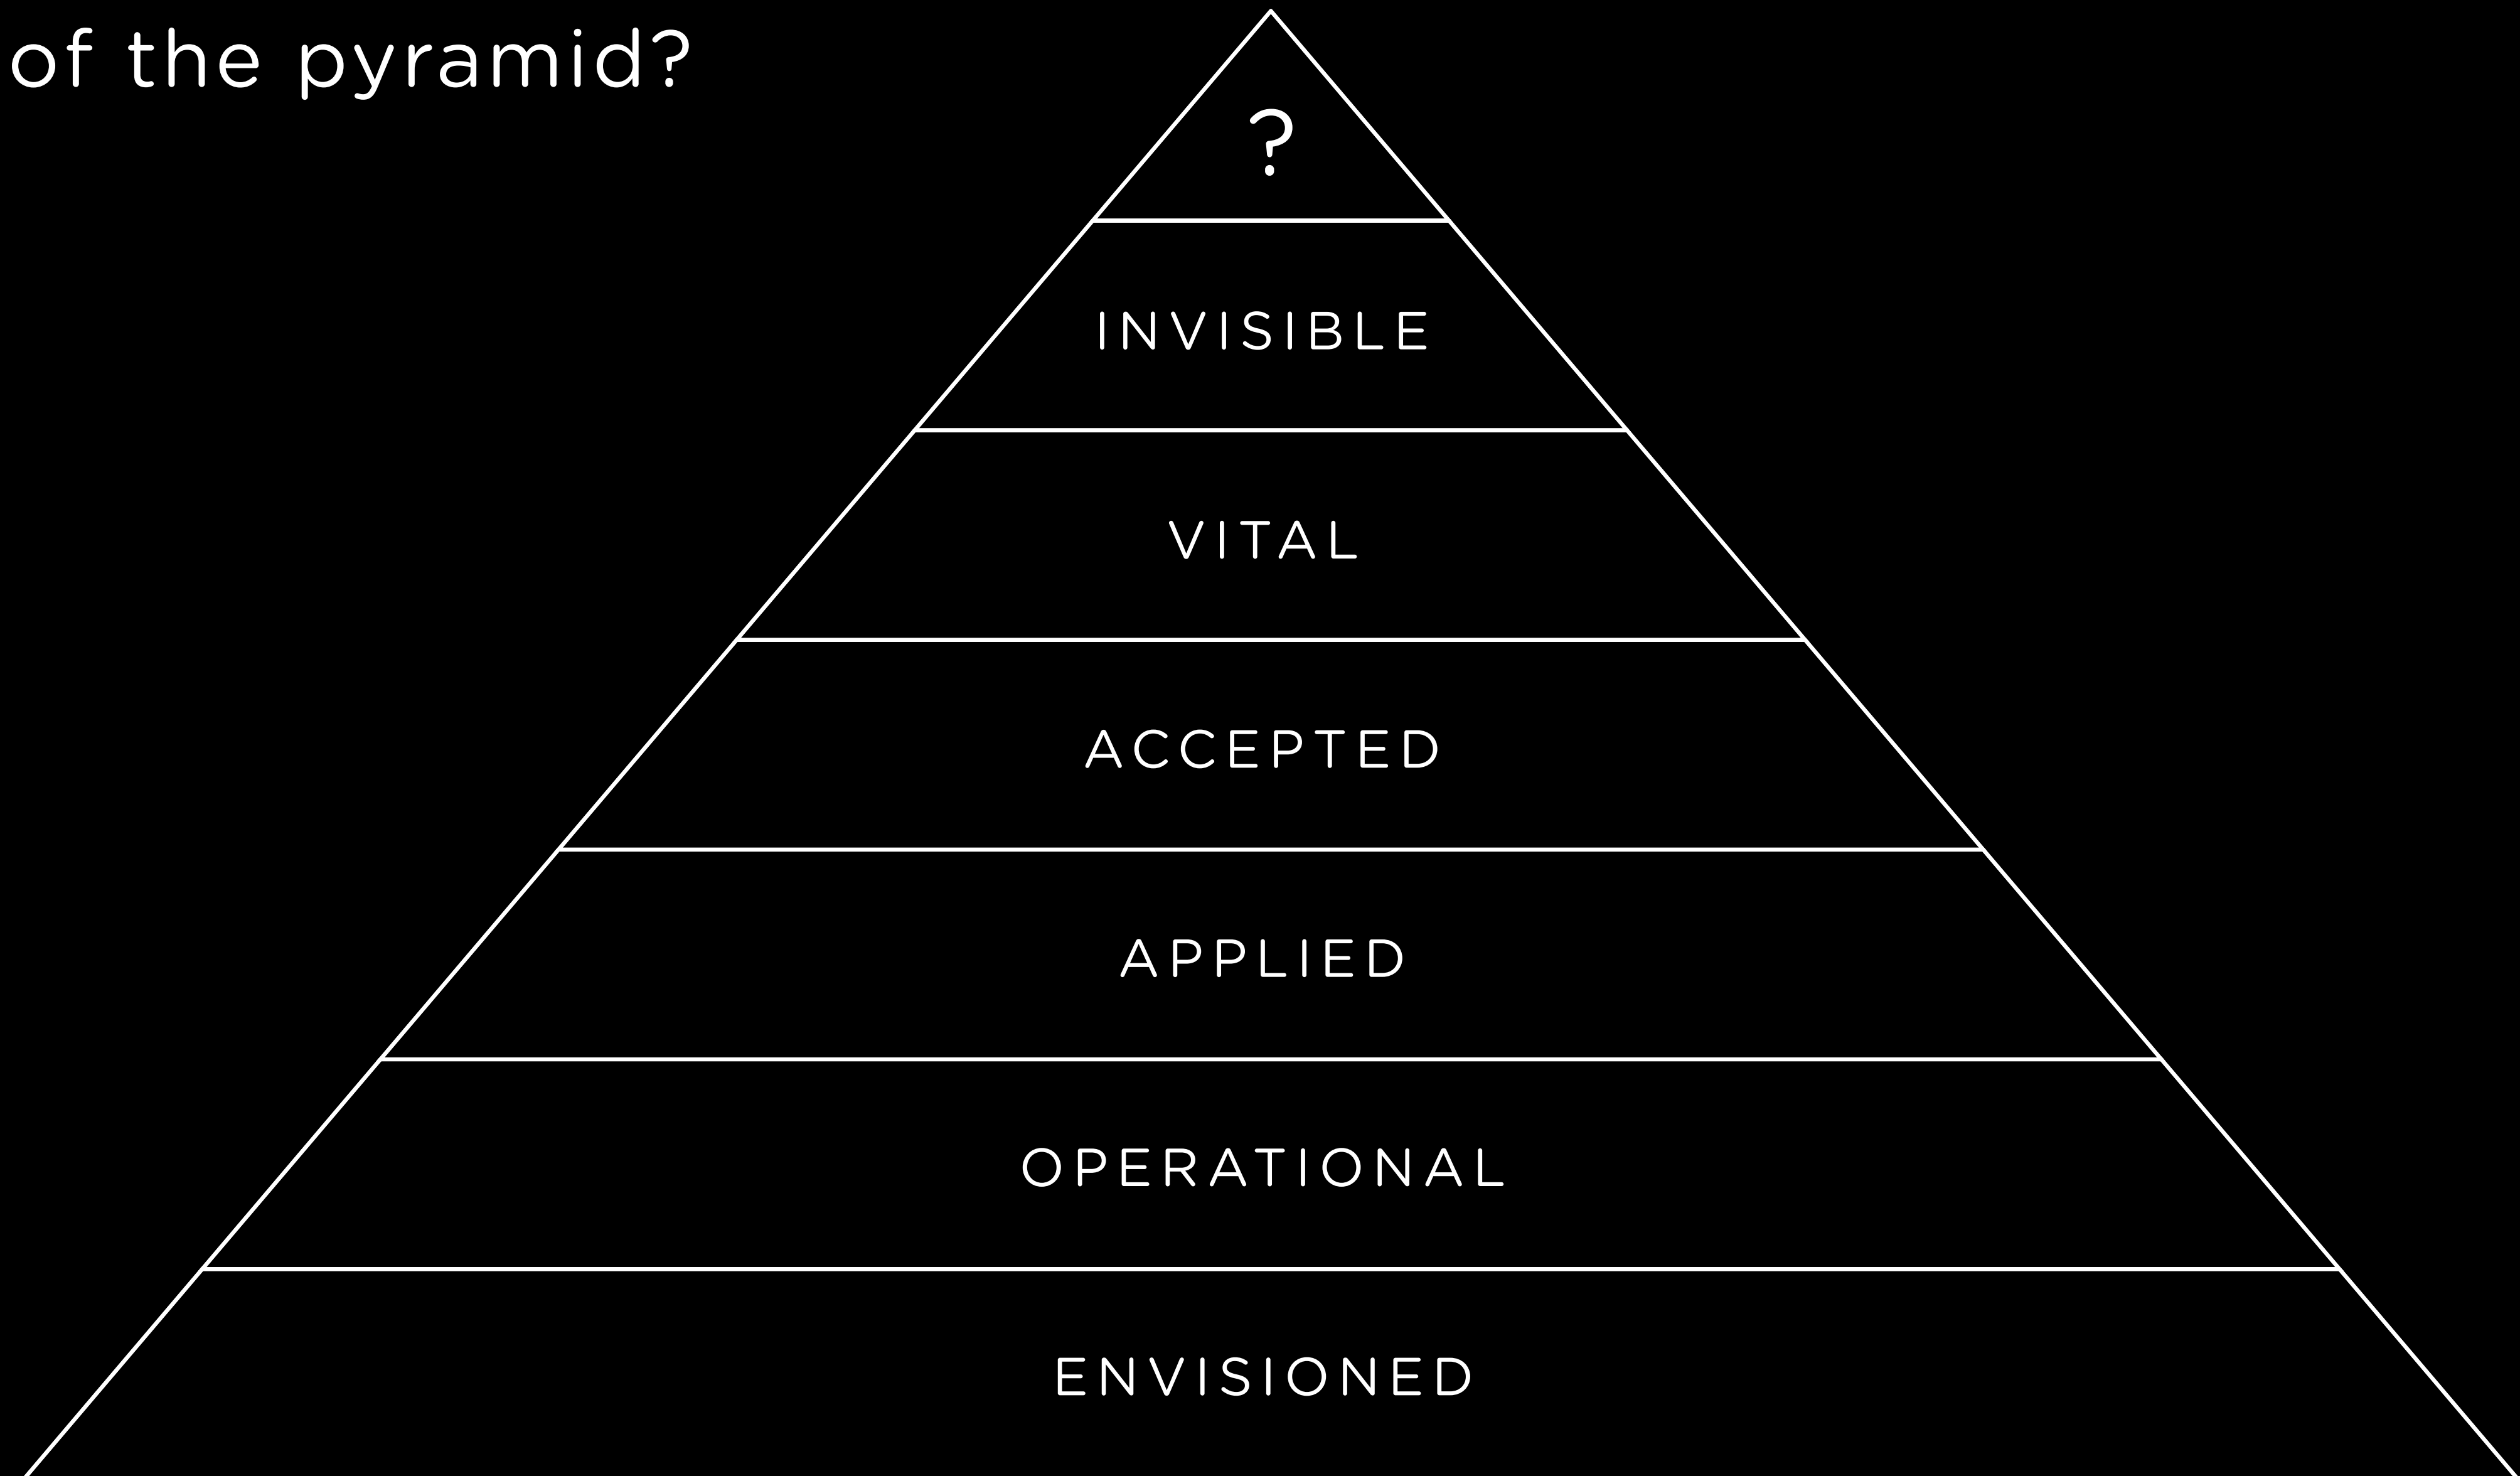 of the pyramid?
?
INVISIBLE
VITAL
ACCEPTED
APPLIED
OPERATIONAL
ENVISIONED